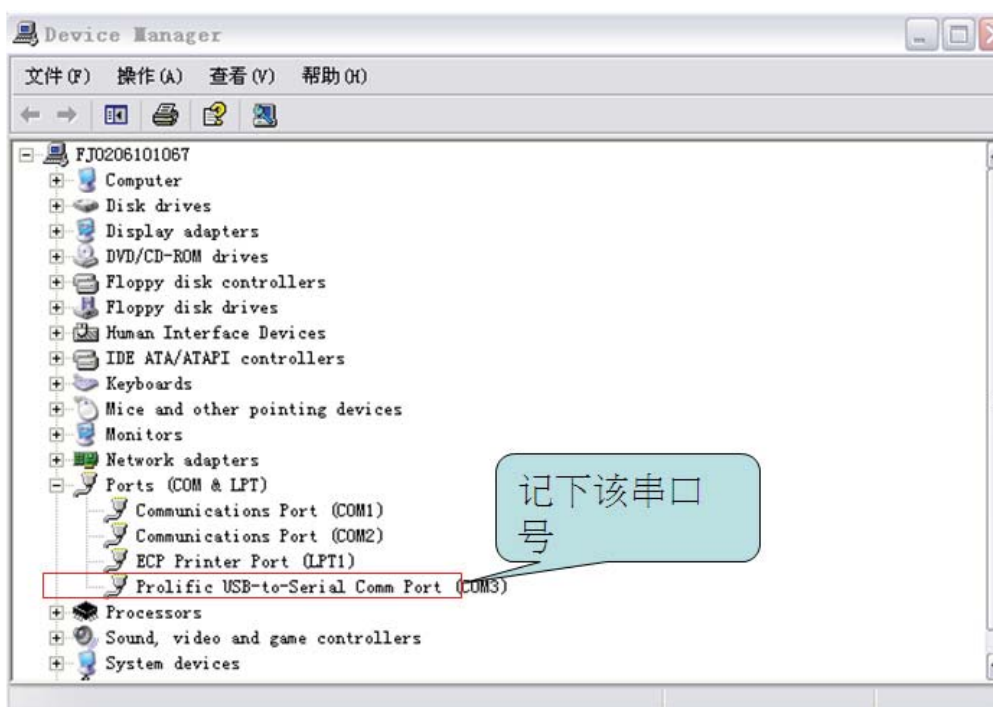 Device Manager
文件(F) 操作(A) 查看(V) 帮助(H)
FJ0206101067
Computer
Disk drives
Display adapters
DVD/CD-ROM drives
Floppy disk controllers
Floppy disk drives
Human Interface Devices
IDE ATA/ATAPI controllers
Keyboards
Mice and other pointing devices
Monitors
Network adapters
Ports (COM & LPT)
Communications Port (COM1)
Communications Port (COM2)
ECP Printer Port (LPT1)
Prolific USB-to-Serial Comm Port (COM3)
记下该串口
号
Processors
Sound, video and game controllers
System devices